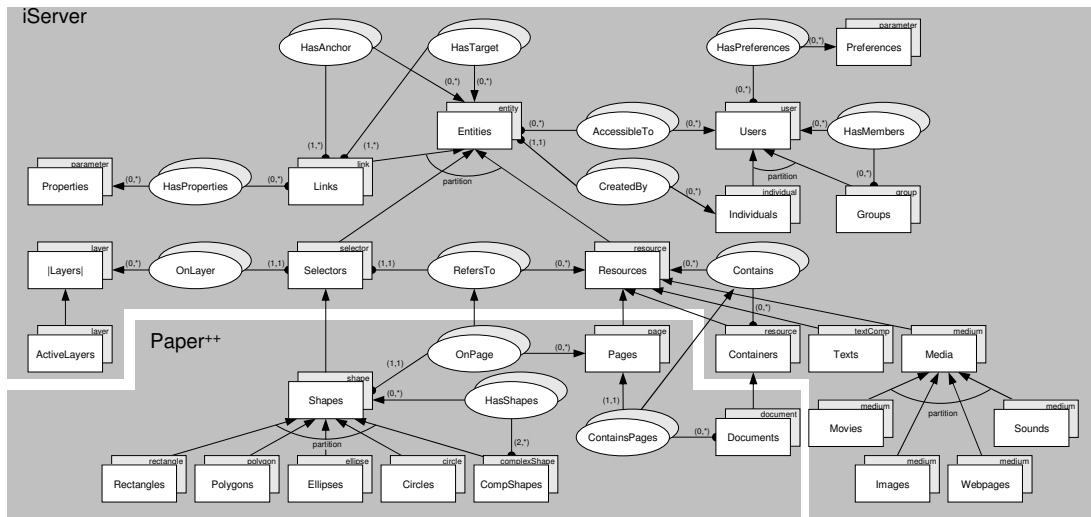 iServer
HasAnchor
HasTarget
HasPreferences
(0,*)
parameter
Preferences
(0,*)
(0,*)
(0,*)
entity
Entities
(0,*)
(1,1)
AccessibleTo
(0,*)
user
Users
(0,*)
HasMembers
(1,*)
(1,*)
parameter
Properties
(0,*)
HasProperties
(0,*)
link
Links
partition
CreatedBy
(0,*)
partition
(0,*)
individual
Individuals
group
Groups
layer
|Layers|
(0,*)
OnLayer
(1,1)
selector
Selectors
(1,1)
RefersTo
(0,*)
resource
Resources
(0,*)
Contains
(0,*)
layer
ActiveLayers
Paper++
OnPage
(1,1)
(0,*)
page
Pages
resource
Containers
textComp
Texts
medium
Media
shape
Shapes
(0,*)
HasShapes
(1,1)
partition
(2,*)
ContainsPages
(0,*)
document
Documents
medium
Movies
partition
medium
Sounds
rectangle
Rectangles
polygon
Polygons
ellipse
Ellipses
circle
Circles
complexShape
CompShapes
medium
Images
medium
Webpages